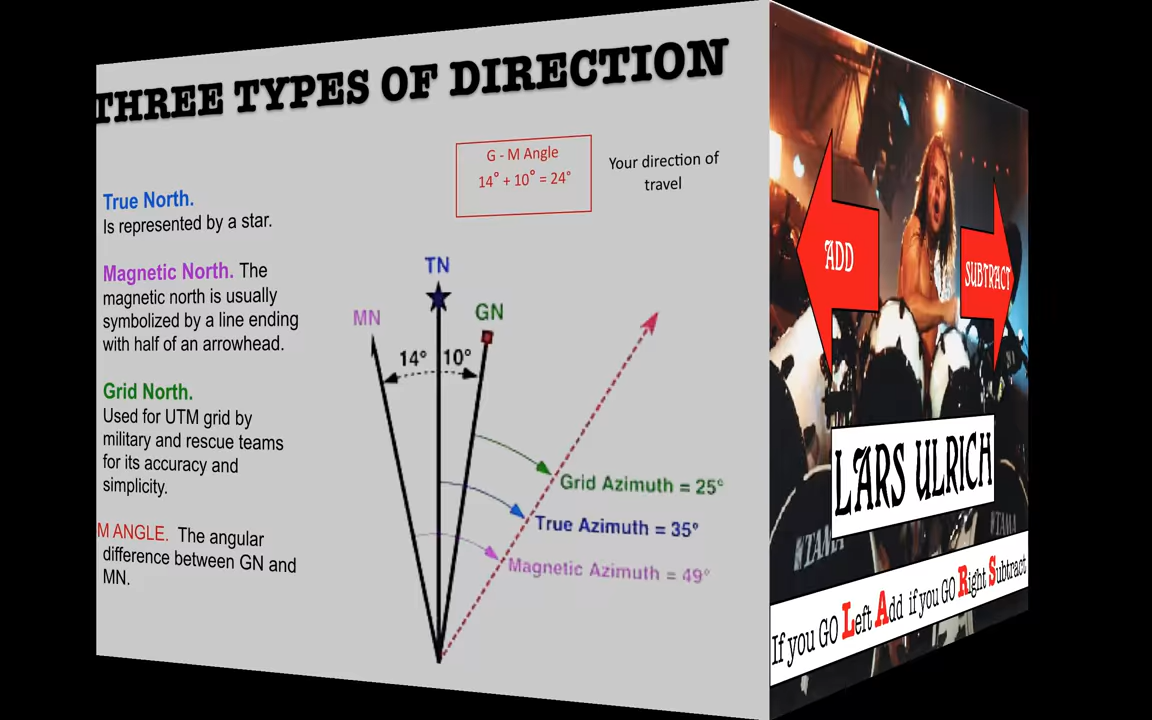 THREE TYPES OF DIRECTION
G - M Angle
14° + 10° = 24°
Your direction of
travel
True North.
Is represented by a star.
Magnetic North. The
magnetic north is usually
symbolized by a line ending
with half of an arrowhead.
Grid North.
Used for UTM grid by
military and rescue teams
for its accuracy and
simplicity.
M ANGLE. The angular
difference between GN and
MN.
TN
MN
GN
14° 10°
Grid Azimuth = 25°
True Azimuth = 35°
Magnetic Azimuth = 49°
ADD
SUBTRACT
LARS ULRICH
TAMA
TAMA
If you GO Left Add if you GO Right Subtract